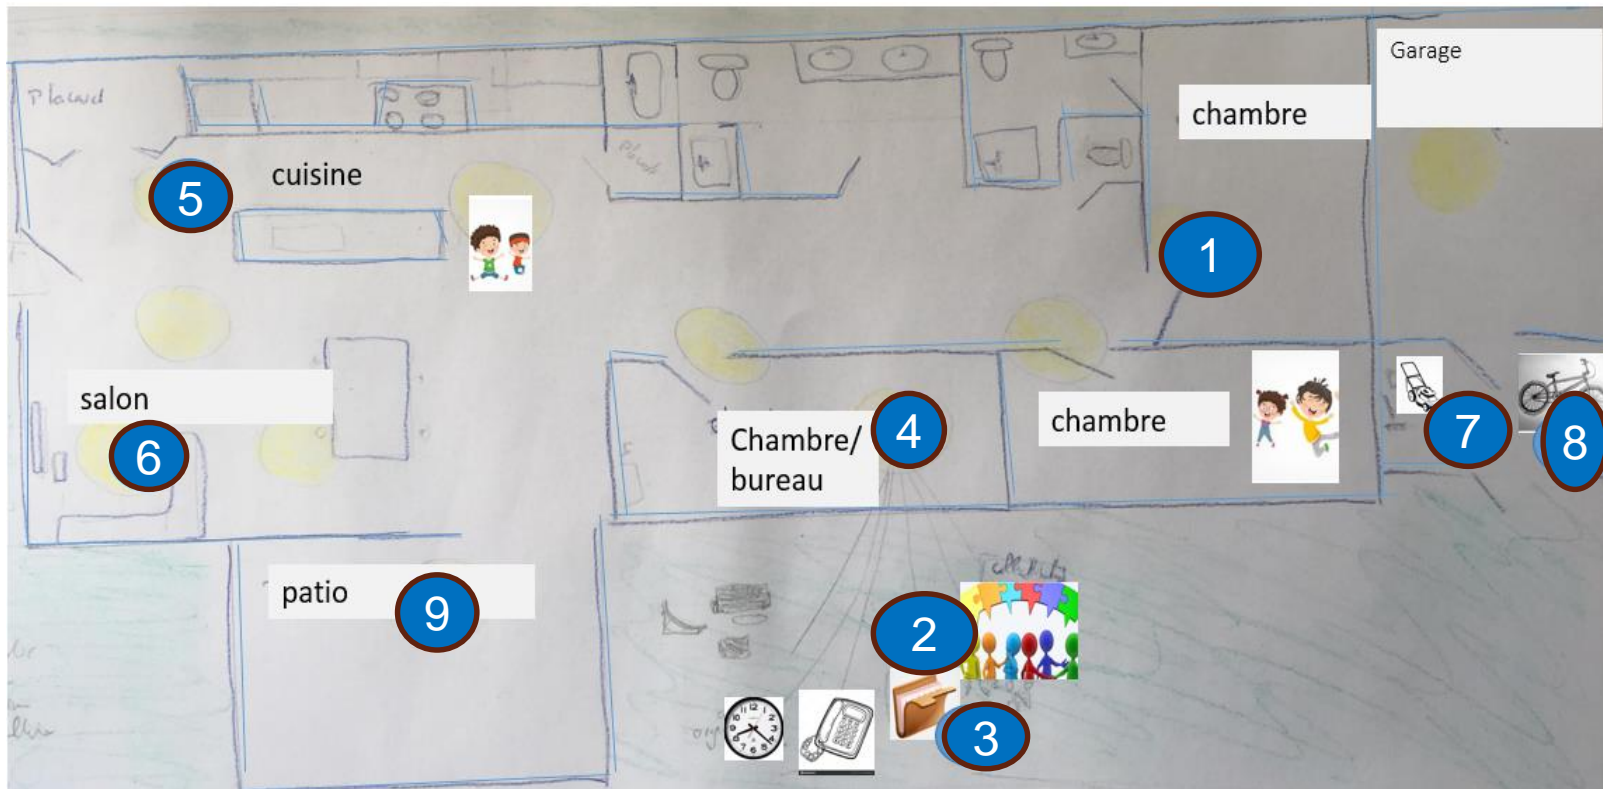 Garage
Placard
chambre
cuisine
5
1
salon
6
Chambre/
bureau
4
chambre
7
8
patio
9
2
3